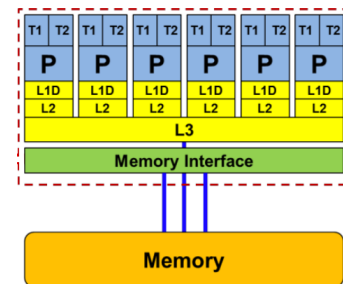 T1 T2 T1 T2 T1 T2 T1 T2 T1 T2 T1 T2
P P P P P P
L1D L1D L1D L1D L1D L1D
L2 L2 L2 L2 L2 L2
L3
Memory Interface
Memory